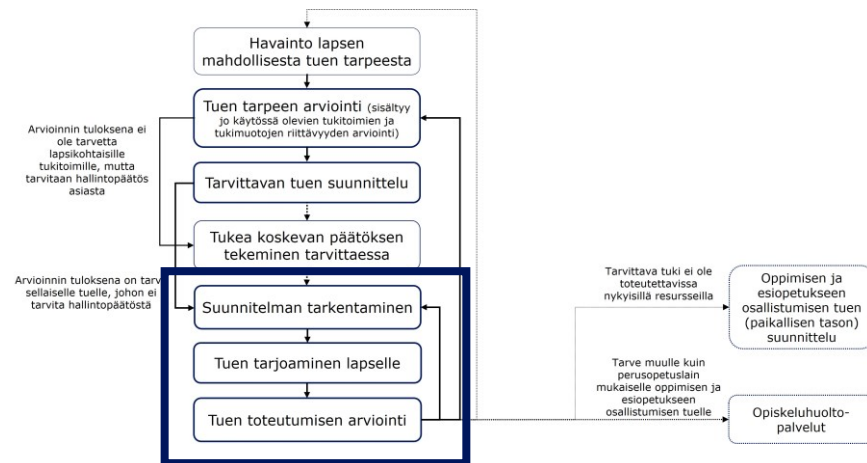 Havainto lapsen
mahdollisesta tuen tarpeesta
Tuen tarpeen arviointi (sisältyy
jo käytössä olevien tukitoimien ja
tukimuotojen riittävyyden arviointi)
Arvioinnin tuloksena ei
ole tarvetta
lapsikohtaisille
tukitoimille, mutta
tarvitaan hallintopäätös
asiasta
Tarvittavan tuen suunnittelu
Tukea koskevan päätöksen
tekeminen tarvittaessa
Arvioinnin tuloksena on tarv
sellaiselle tuelle, johon ei
tarvita hallintopäätöstä
Suunnitelman tarkentaminen
Tuen tarjoaminen lapselle
Tuen toteutumisen arviointi
Tarvittava tuki ei ole
toteutettavissa
nykyisillä resursseilla
Oppimisen ja
esiopetukseen
osallistumisen tuen
(paikallisen tason)
suunnittelu
Tarve muulle kuin
perusopetuslain
mukaiselle oppimisen ja
esiopetukseen
osallistumisen tuelle
Opiskeluhuolto-
palvelut